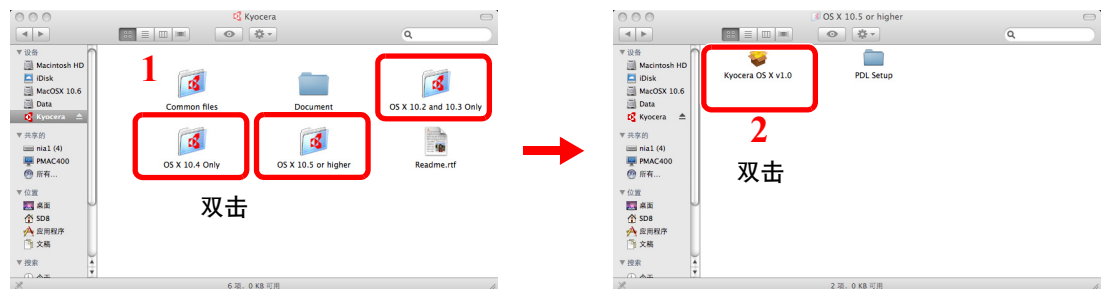 Kyocera
设备
Macintosh HD
iDisk
MacOSX 10.6
Data
Kyocera
共享的
nia1 (4)
PMAC400
所有...
位置
桌面
SD8
应用程序
文稿
搜索
1
Common files
Document
OS X 10.2 and 10.3 Only
OS X 10.4 Only
OS X 10.5 or higher
Readme.rtf
双击
6 项，0 KB 可用
OS X 10.5 or higher
设备
Macintosh HD
iDisk
MacOSX 10.6
Data
Kyocera
共享的
nia1 (4)
PMAC400
所有...
位置
桌面
SD8
应用程序
文稿
搜索
Kyocera OS X v1.0
PDL Setup
2
双击
2 项，0 KB 可用